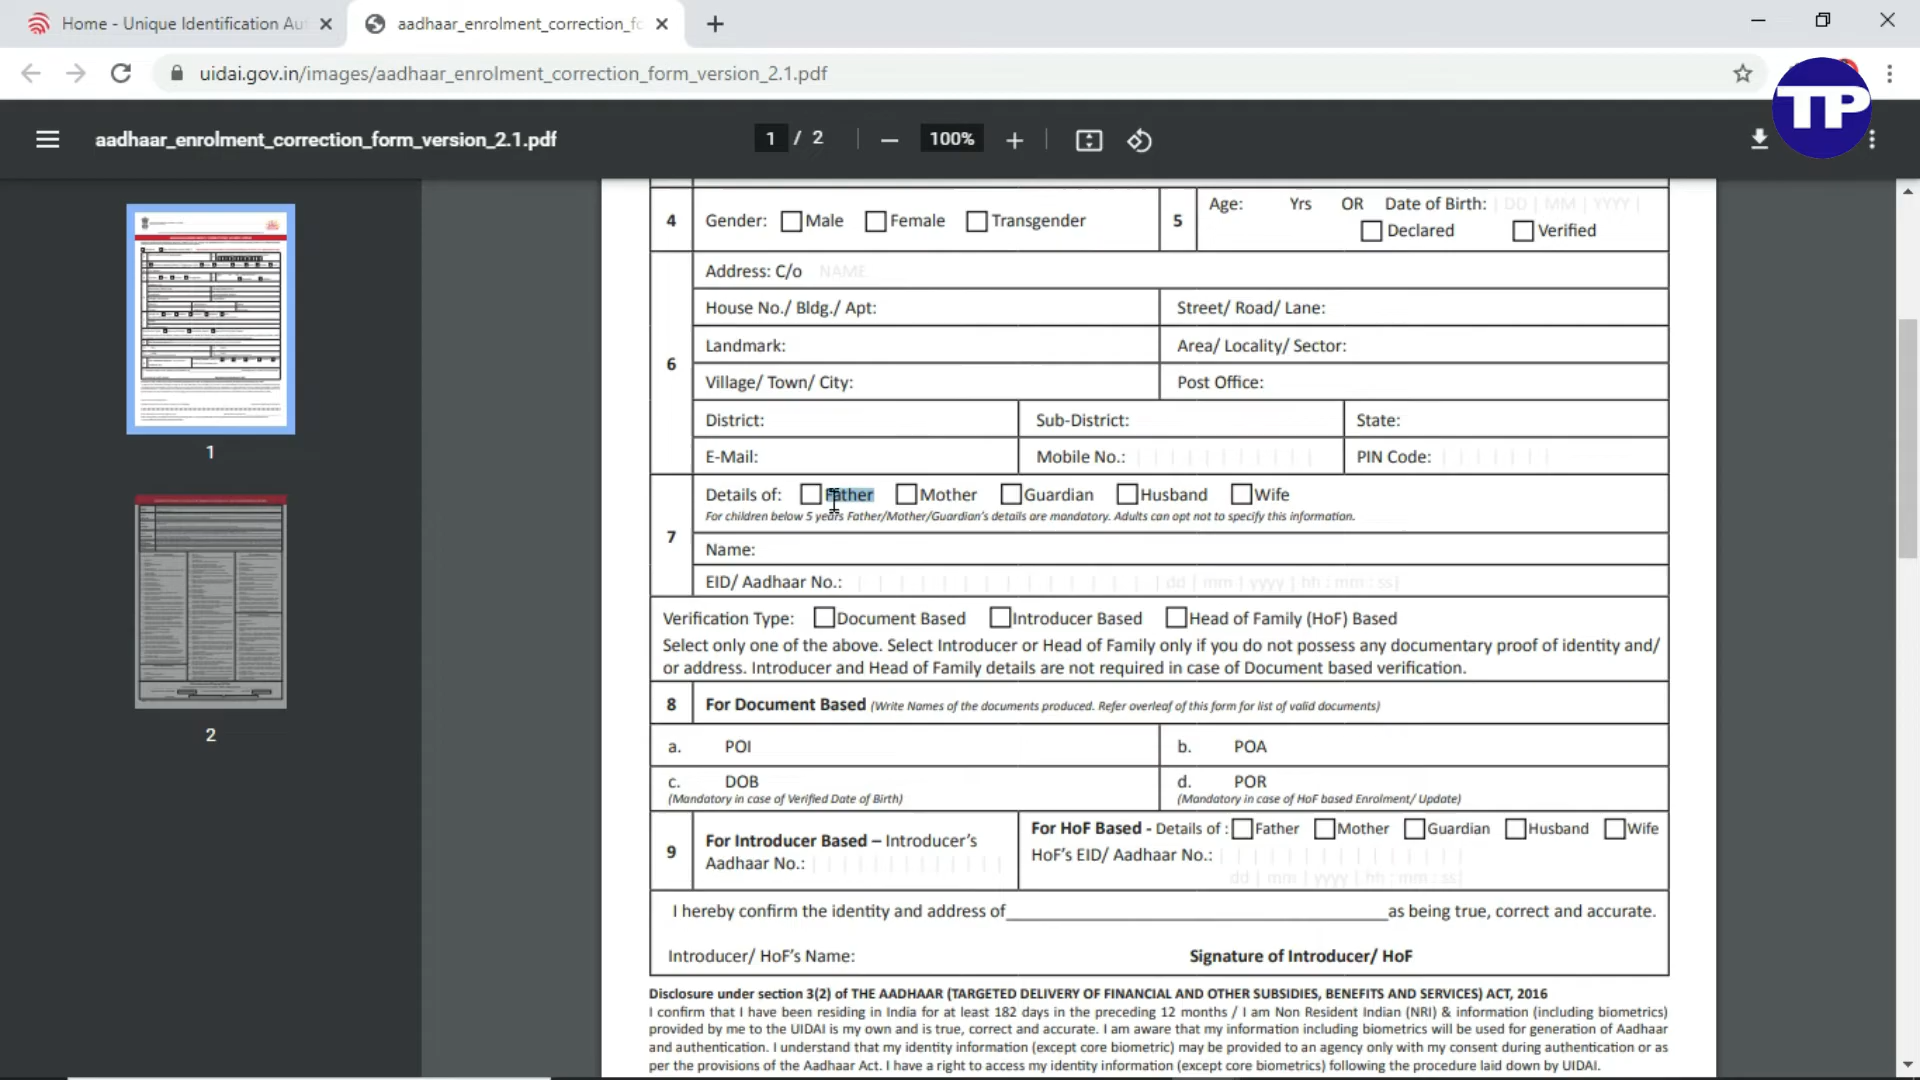 Home - Unique Identification Au
aadhaar_enrolment_correction_fo
uidai.gov.in/images/aadhaar_enrolment_correction_form_version_2.1.pdf
TP
aadhaar_enrolment_correction_form_version_2.1.pdf
1 / 2
100%
1
2
4 Gender: Male Female Transgender
5 Age: Yrs OR Date of Birth: DD | MM | YYYY |
Declared Verified
6
Address: C/o NAME
House No./ Bldg./ Apt: Street/ Road/ Lane:
Landmark: Area/ Locality/ Sector:
Village/ Town/ City: Post Office:
District: Sub-District: State:
E-Mail: Mobile No.: PIN Code:
7
Details of: Father Mother Guardian Husband Wife
For children below 5 years Father/Mother/Guardian's details are mandatory. Adults can opt not to specify this information.
Name:
EID/ Aadhaar No.: dd | mm | yyyy | hh : mm : ss|
Verification Type: Document Based Introducer Based Head of Family (HoF) Based
Select only one of the above. Select Introducer or Head of Family only if you do not possess any documentary proof of identity and/
or address. Introducer and Head of Family details are not required in case of Document based verification.
8 For Document Based (Write Names of the documents produced. Refer overleaf of this form for list of valid documents)
a. POI b. POA
c. DOB d. POR
(Mandatory in case of Verified Date of Birth) (Mandatory in case of HoF based Enrolment/ Update)
9
For Introducer Based – Introducer's
Aadhaar No.:
For HoF Based - Details of : Father Mother Guardian Husband Wife
HoF's EID/ Aadhaar No.:
dd | mm | yyyy | hh : mm : ss|
I hereby confirm the identity and address of as being true, correct and accurate.
Introducer/ HoF's Name: Signature of Introducer/ HoF
Disclosure under section 3(2) of THE AADHAAR (TARGETED DELIVERY OF FINANCIAL AND OTHER SUBSIDIES, BENEFITS AND SERVICES) ACT, 2016
I confirm that I have been residing in India for at least 182 days in the preceding 12 months / I am Non Resident Indian (NRI) & information (including biometrics)
provided by me to the UIDAI is my own and is true, correct and accurate. I am aware that my information including biometrics will be used for generation of Aadhaar
and authentication. I understand that my identity information (except core biometric) may be provided to an agency only with my consent during authentication or as
per the provisions of the Aadhaar Act. I have a right to access my identity information (except core biometrics) following the procedure laid down by UIDAI.